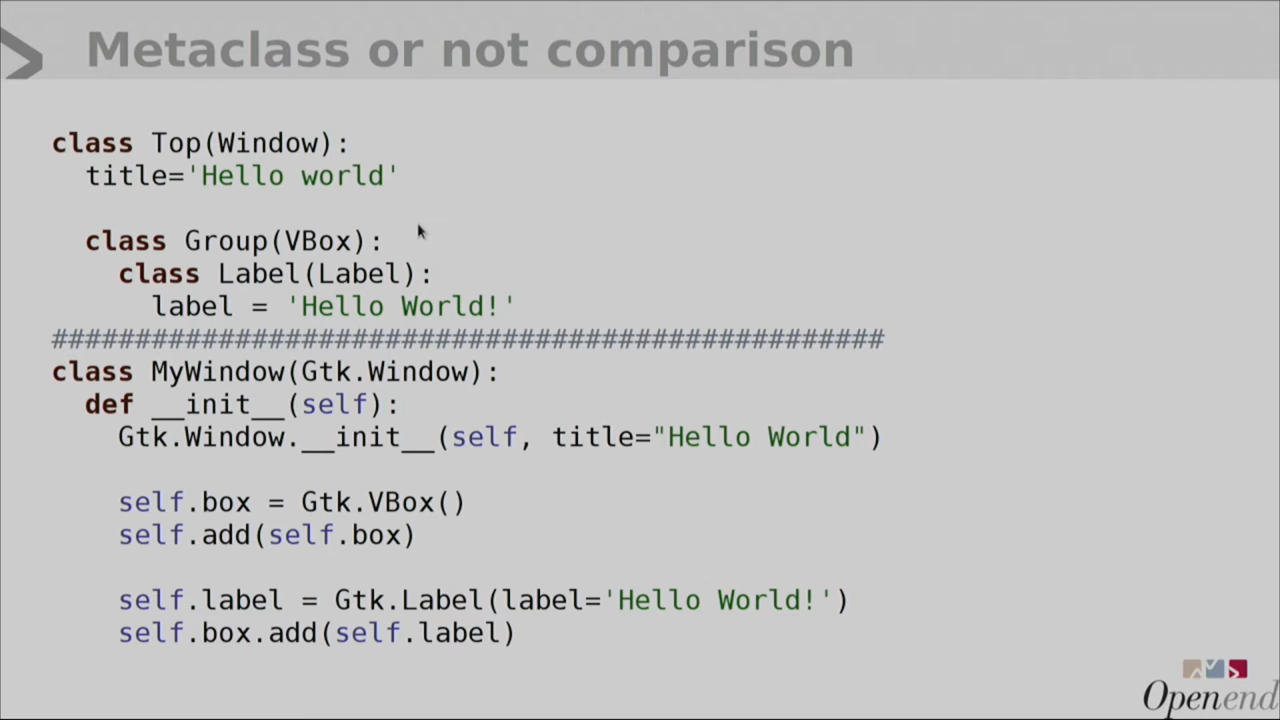 Metaclass or not comparison
class Top(Window):
  title='Hello world'
  class Group(VBox):
    class Label(Label):
      label = 'Hello World!'
##################################################
class MyWindow(Gtk.Window):
  def __init__(self):
    Gtk.Window.__init__(self, title="Hello World")
    self.box = Gtk.VBox()
    self.add(self.box)
    self.label = Gtk.Label(label='Hello World!')
    self.box.add(self.label)
Openend